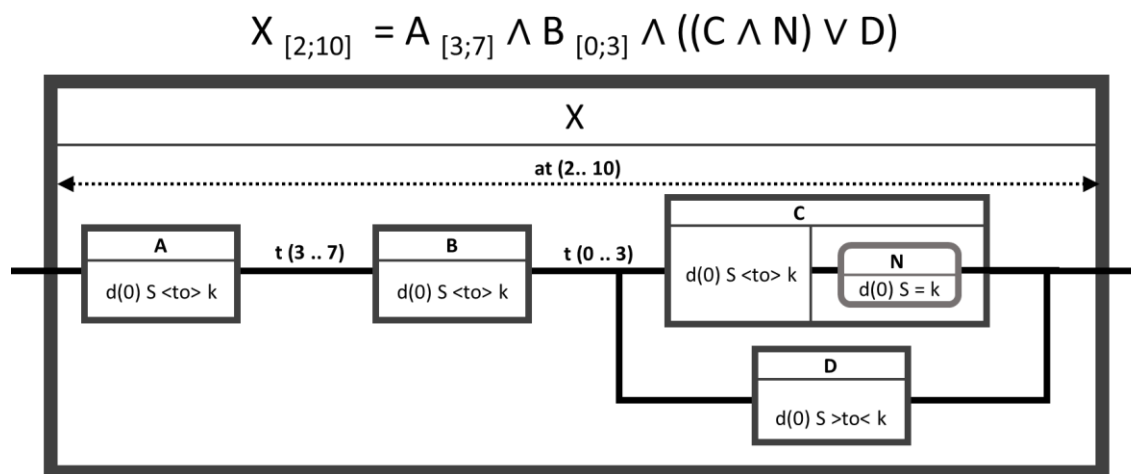 X [2;10] = A [3;7] ∧ B [0;3] ∧ ((C ∧ N) ∨ D)
X
at (2.. 10)
A
d(0) S <to> k
t (3 .. 7)
B
d(0) S <to> k
t (0 .. 3)
C
d(0) S <to> k
N
d(0) S = k
D
d(0) S >to< k